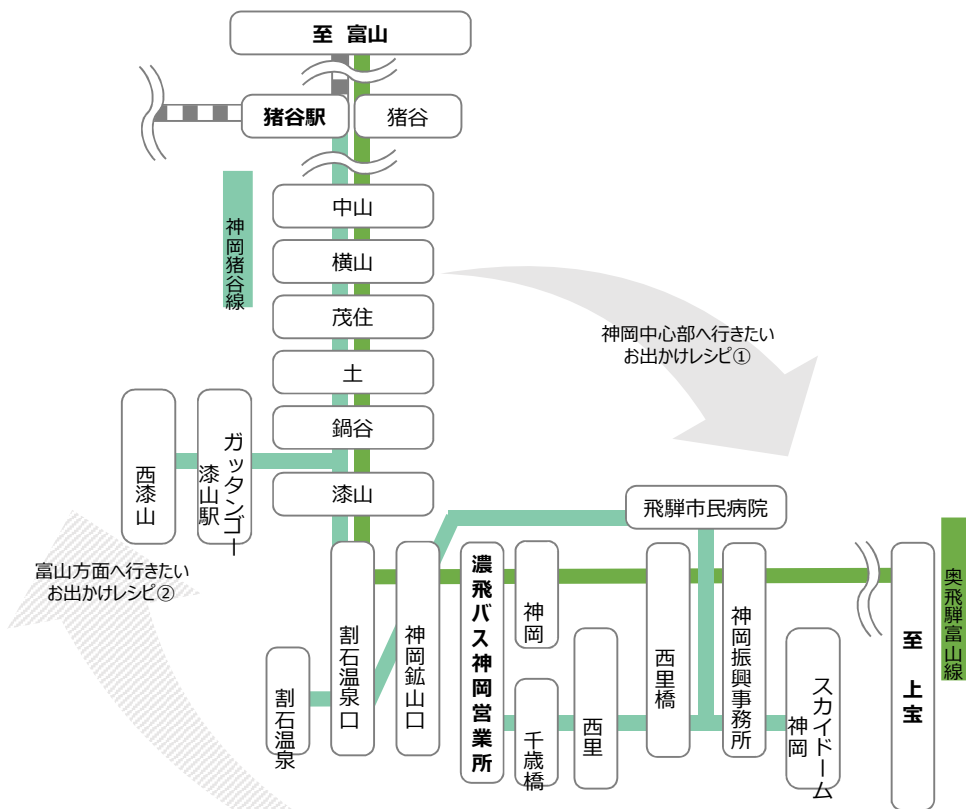 至 富山
猪谷駅
猪谷
中山
神岡猪谷線
横山
茂住
神岡中心部へ行きたい
お出かけレシピ①
土
鍋谷
ガッタンゴー
漆山駅
西漆山
漆山
飛騨市民病院
富山方面へ行きたい
お出かけレシピ②
割石温泉口
神岡鉱山口
濃飛バス神岡営業所
神岡
西里橋
神岡振興事務所
至 上宝
奥飛騨富山線
割石温泉
千歳橋
西里
スカイドーム
神岡